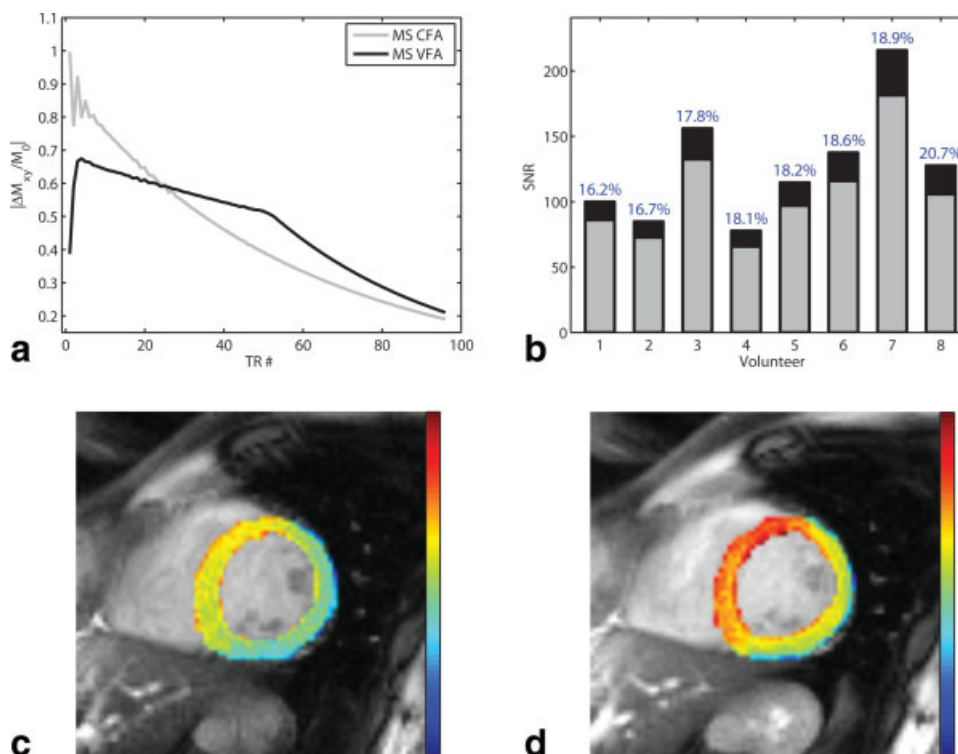 1.1
1
0.9
0.8
0.7
0.6
0.5
0.4
0.3
0.2
|ΔM_xy/M_0|
MS CFA
MS VFA
0 20 40 60 80 100
TR #
a
200
150
100
50
0
SNR
16.2%
16.7%
17.8%
18.1%
18.2%
18.6%
18.9%
20.7%
1 2 3 4 5 6 7 8
Volunteer
b
c
d